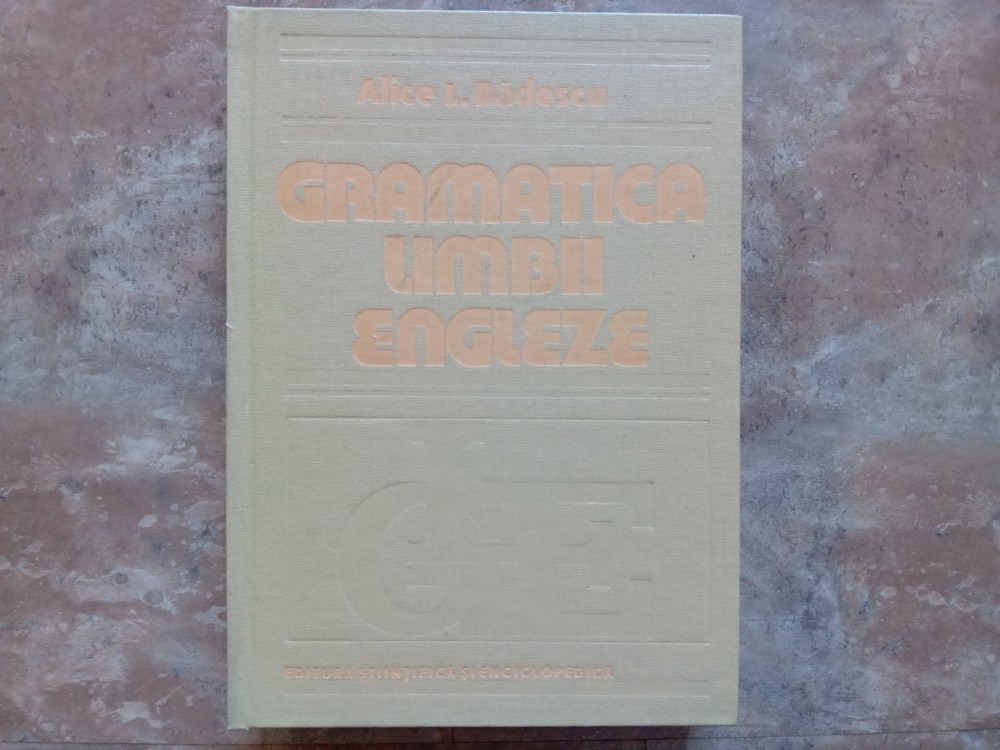 Alice L. Bădescu
GRAMATICA
LIMBII
ENGLEZE
EDITURA ŞTIINŢIFICĂ ŞI ENCICLOPEDICĂ